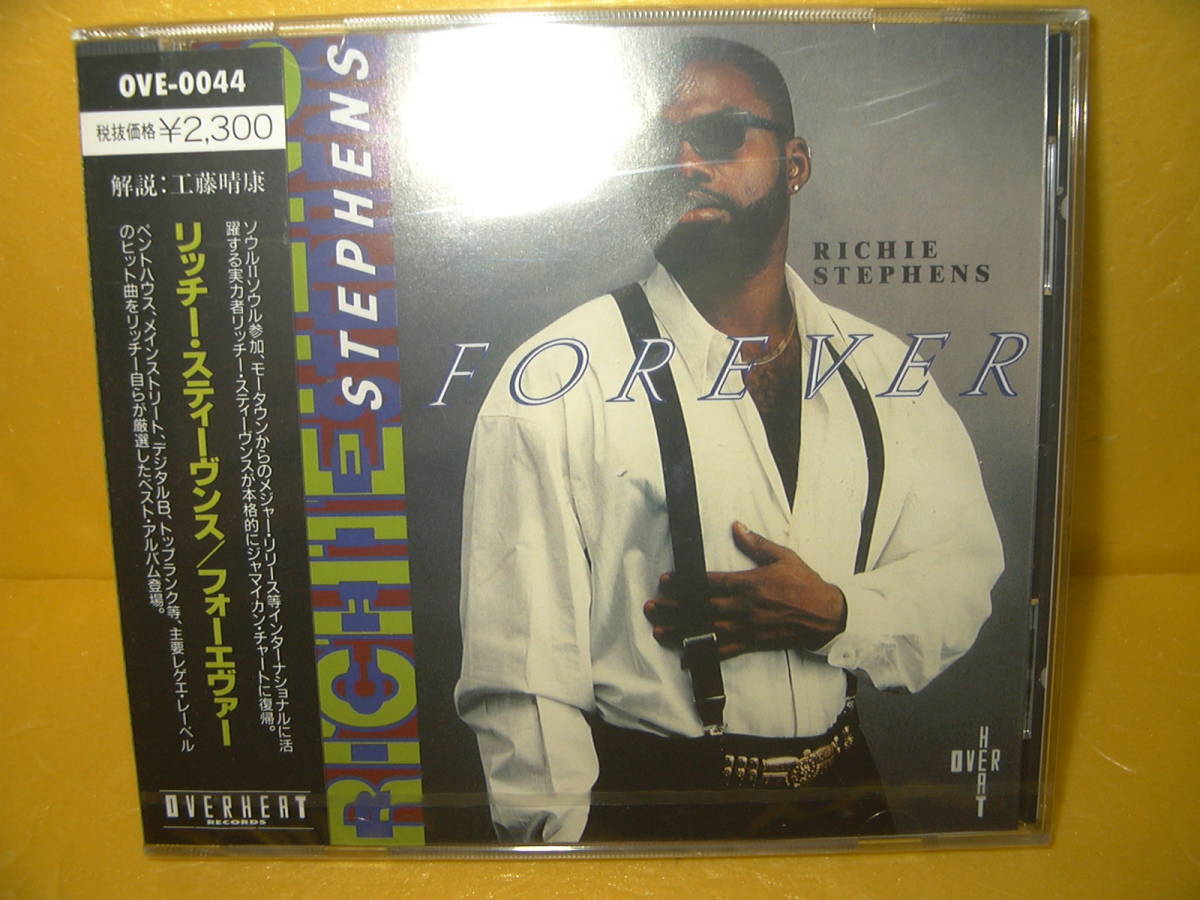 OVE-0044
税抜価格 ¥2,300
解説：工藤晴康
ソウルIIソウル参加、モータウンからのメジャー・リリース等インターナショナルに活
躍する実力者リッチー・スティーヴンスが本格的にジャマイカン・チャートに復帰。
リッチー・スティーヴンス／フォーエヴァー
ペントハウス、メインストリート、デジタルB、トップランク等、主要レゲエ・レーベル
のヒット曲をリッチー自らが厳選したベスト・アルバム登場。
OVERHEAT
RECORDS
RICHIE
STEPHENS
RICHIE
STEPHENS
FOREVER
OVER
HEAT